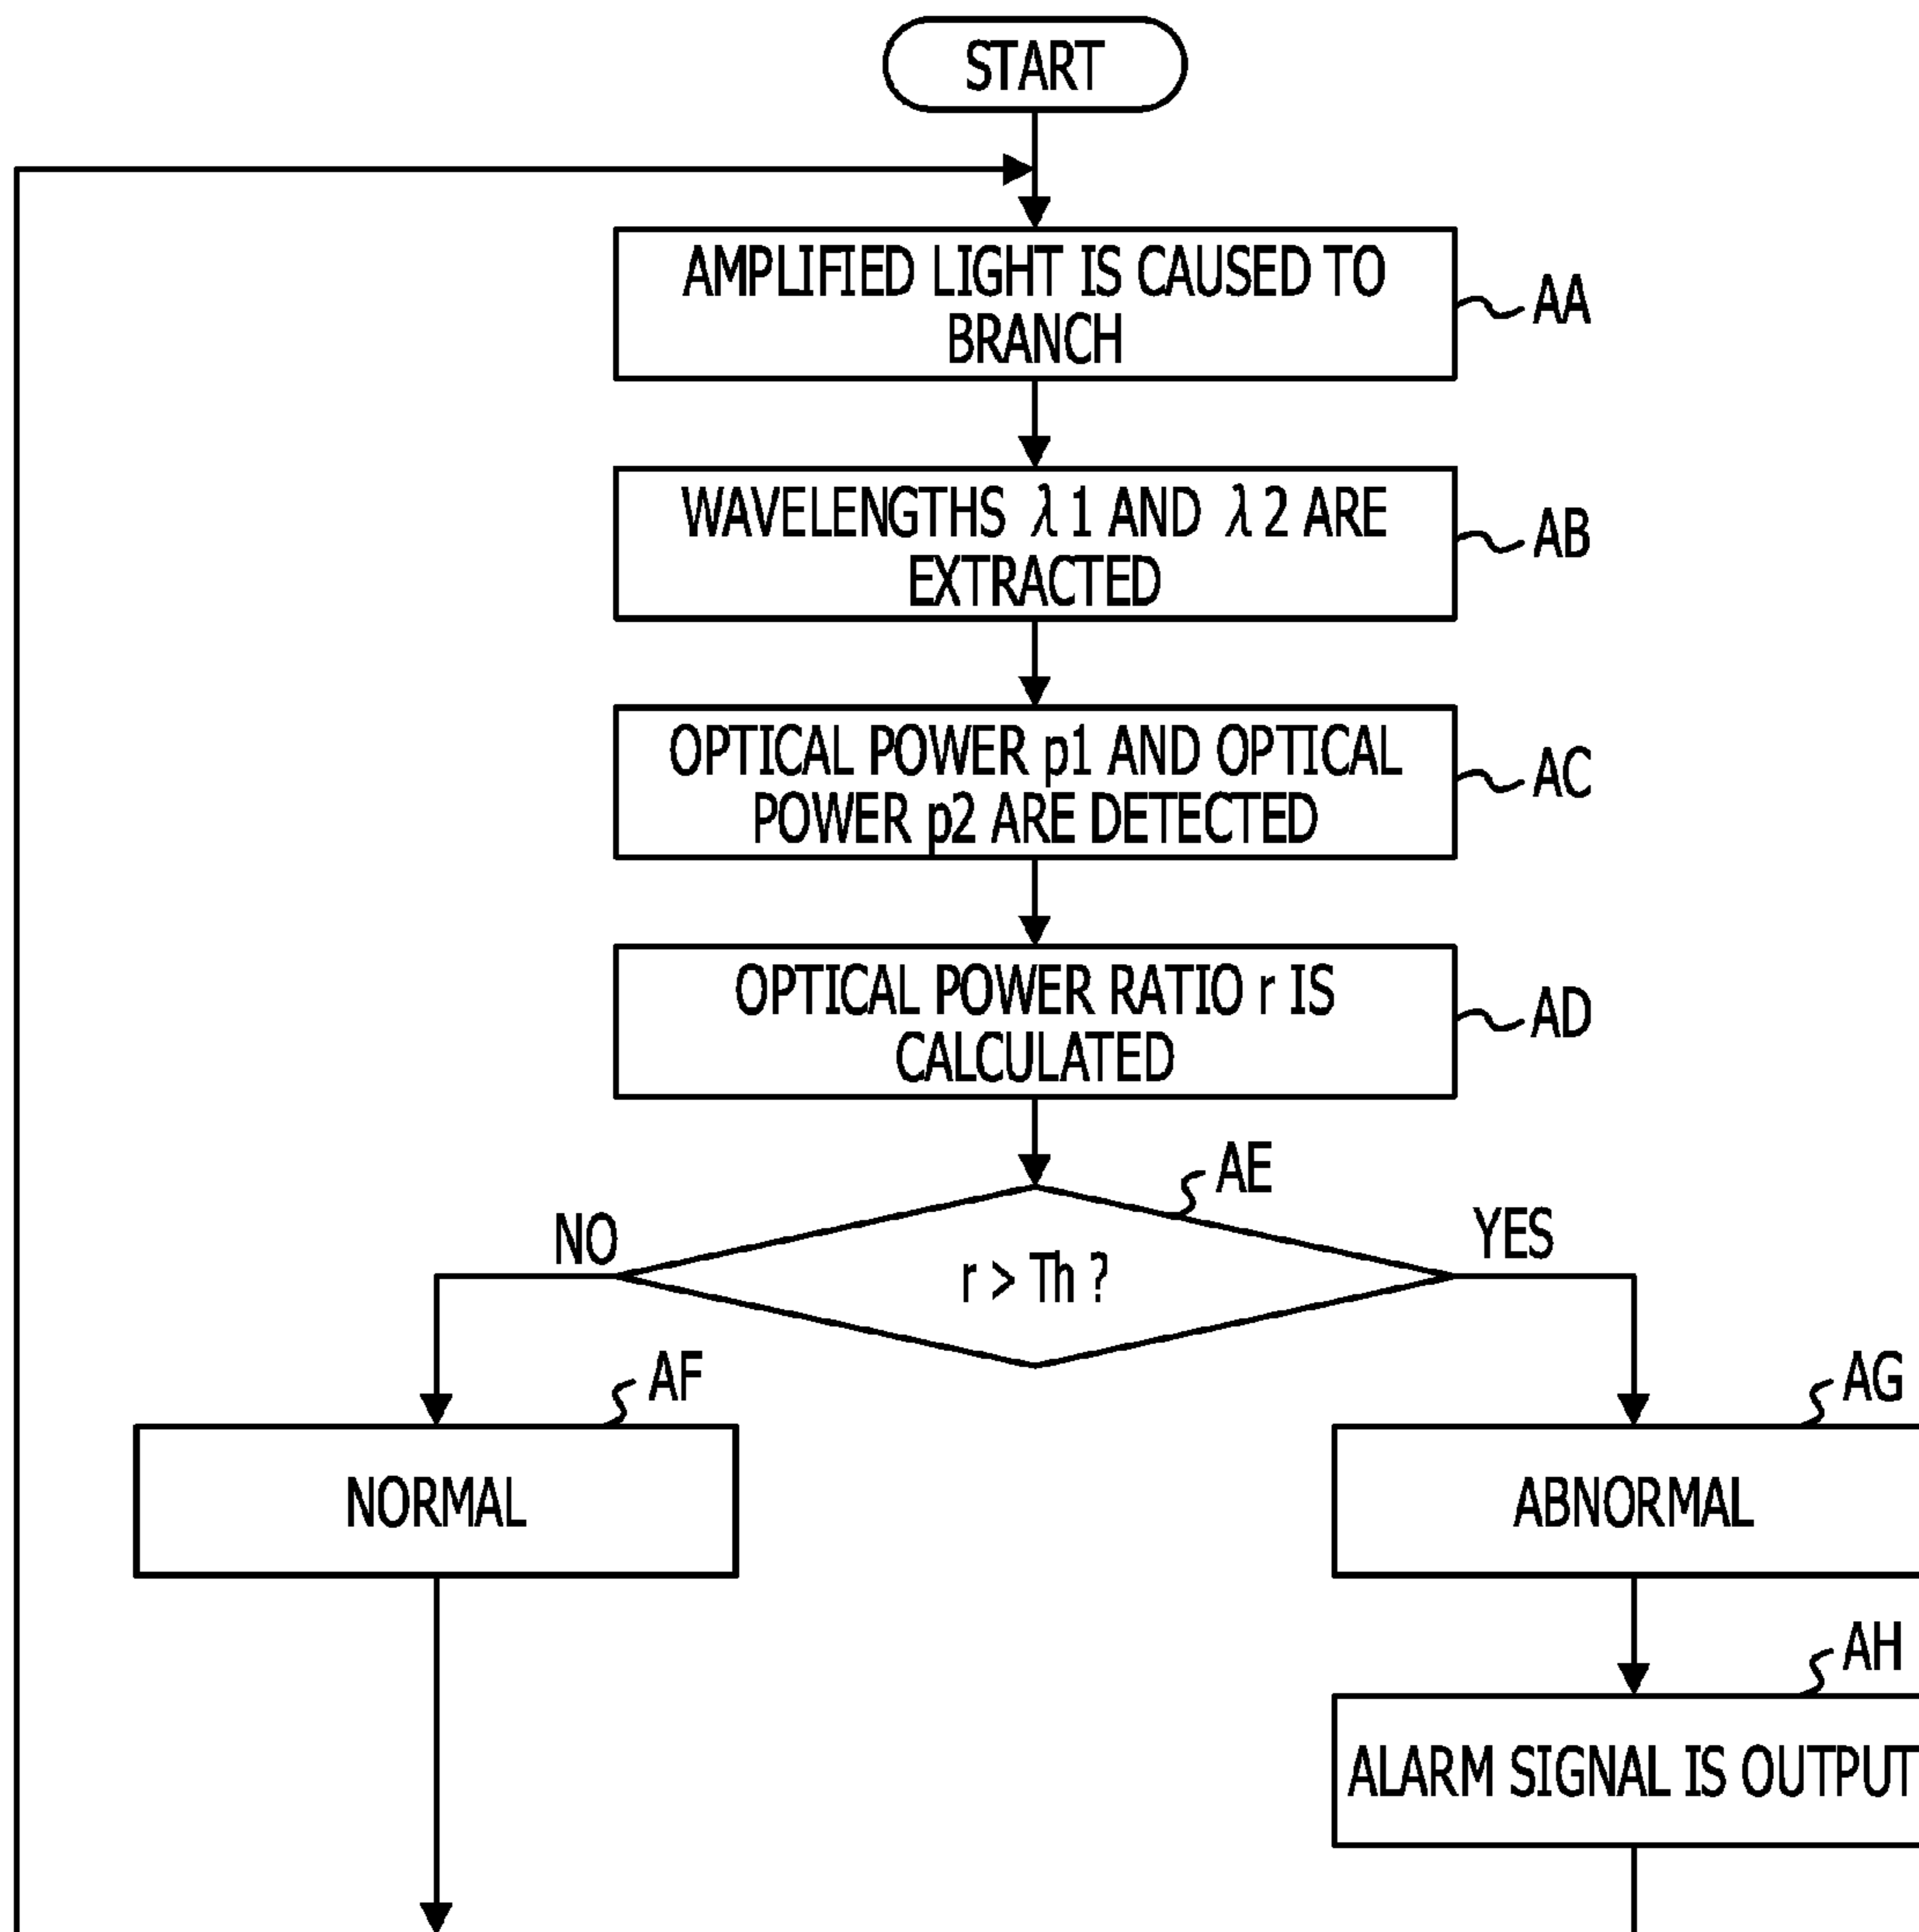 START
AMPLIFIED LIGHT IS CAUSED TO
BRANCH
AA
WAVELENGTHS λ1 AND λ2 ARE
EXTRACTED
AB
OPTICAL POWER p1 AND OPTICAL
POWER p2 ARE DETECTED
AC
OPTICAL POWER RATIO r IS
CALCULATED
AD
AE
NO
YES
r > Th ?
AF
AG
NORMAL
ABNORMAL
AH
ALARM SIGNAL IS OUTPUT